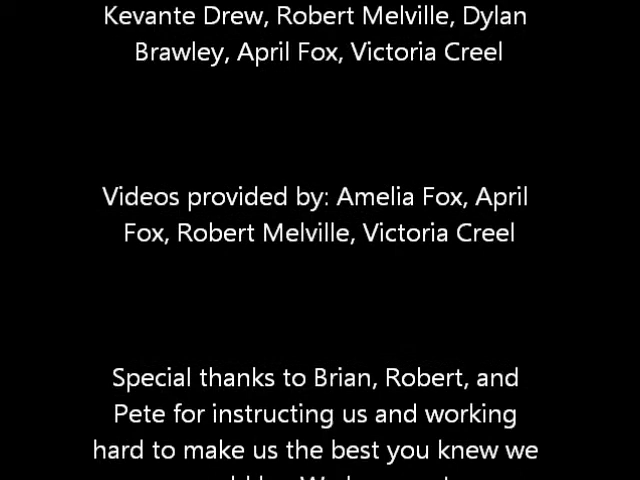 Kevante Drew, Robert Melville, Dylan
Brawley, April Fox, Victoria Creel
Videos provided by: Amelia Fox, April
Fox, Robert Melville, Victoria Creel
Special thanks to Brian, Robert, and
Pete for instructing us and working
hard to make us the best you knew we